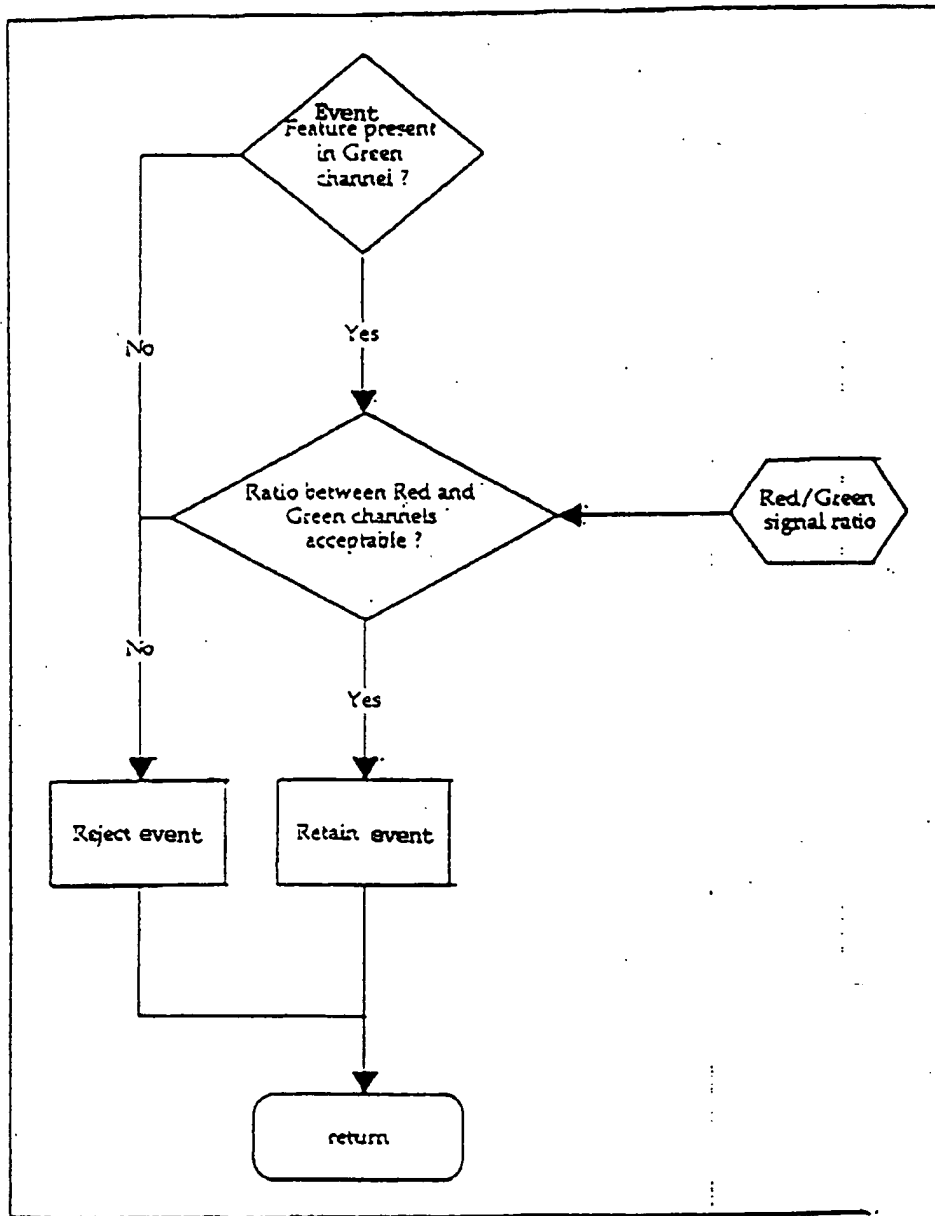 Event
Feature present
in Green
channel ?
Yes
No
Ratio between Red and
Green channels
acceptable ?
Red/Green
signal ratio
No
Yes
Reject event
Retain event
return